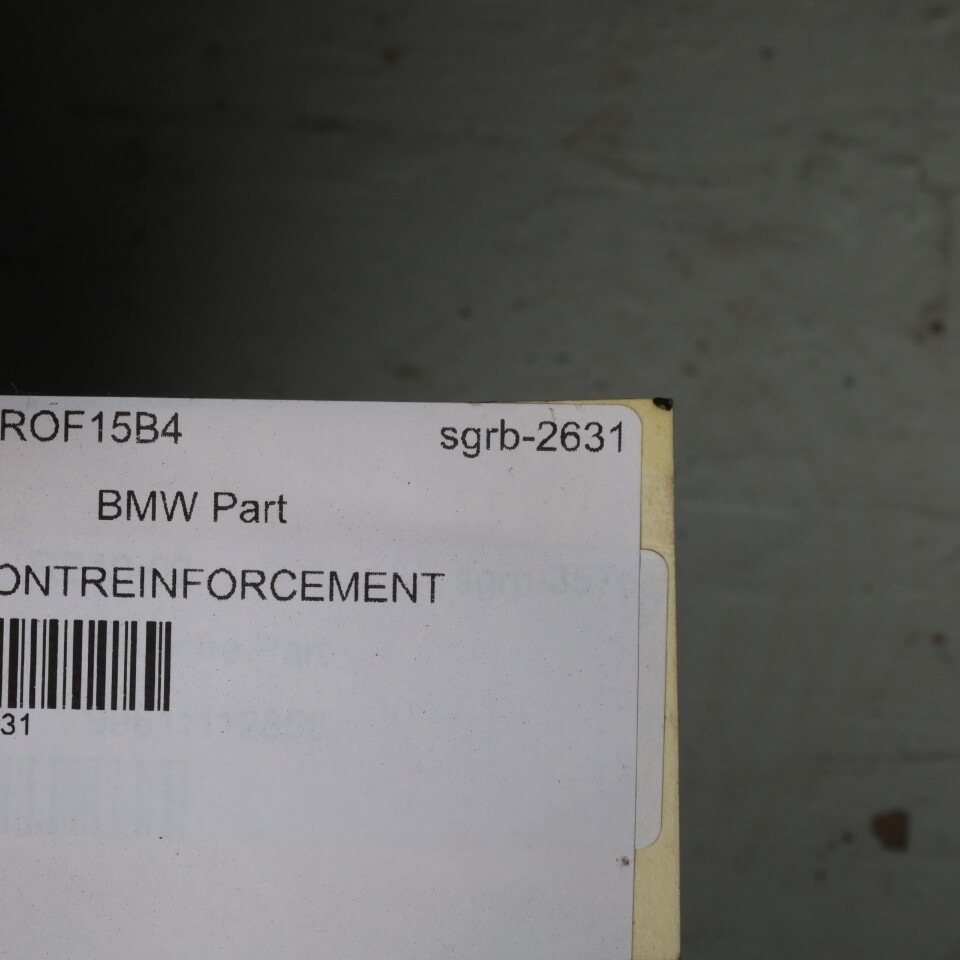 ROF15B4 sgrb-2631
BMW Part
ONTREINFORCEMENT
31